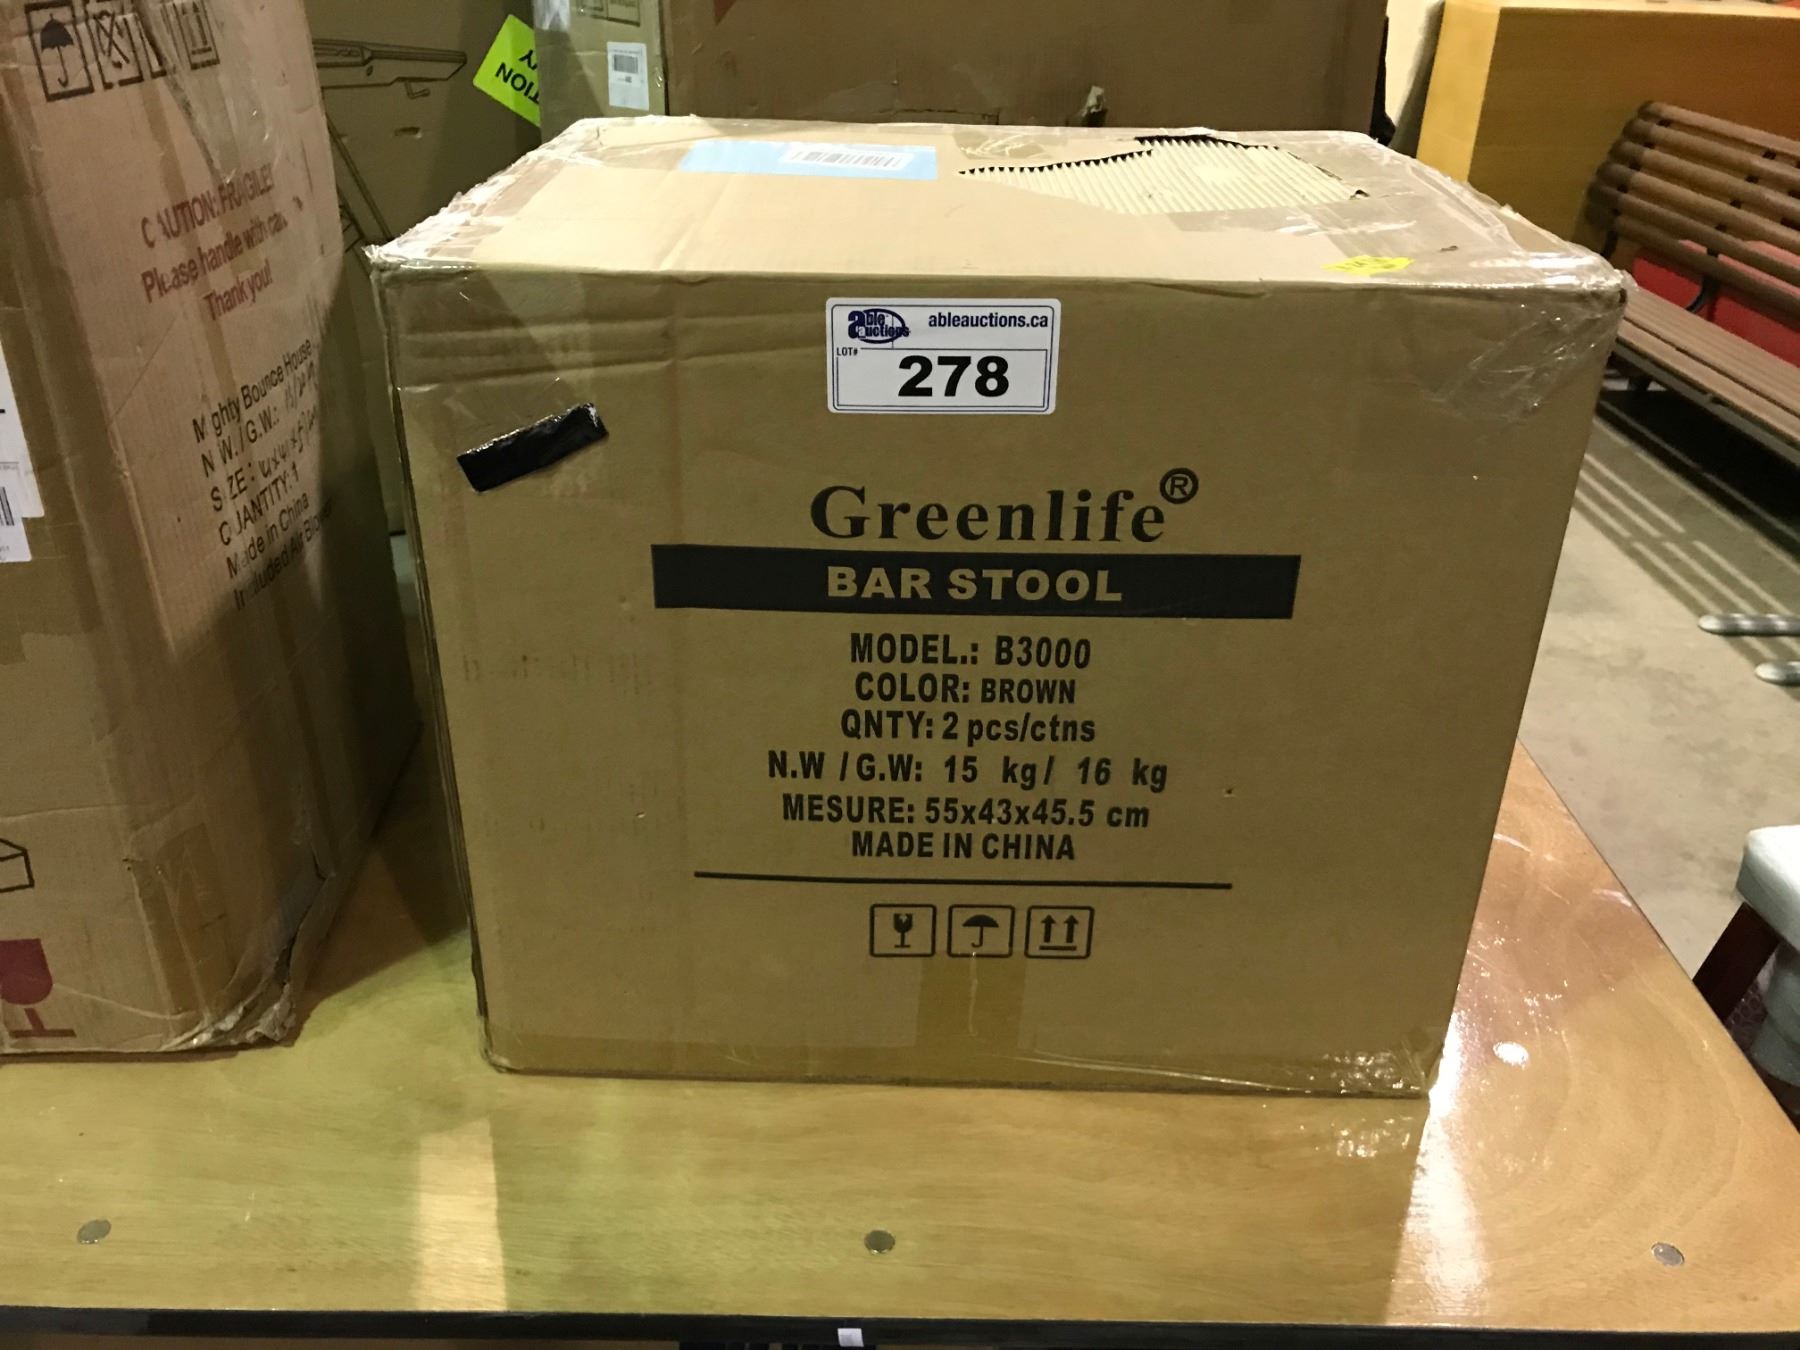 CAUTION: FRAGILE!
Please handle with care.
Thank you!
Mighty Bounce House
N.W. / G.W.:
SIZE:
QUANTITY: 1
Made in China
Included Air Blower
able auctions
ableauctions.ca
LOT#
278
Greenlife®
BAR STOOL
MODEL.: B3000
COLOR: BROWN
QNTY: 2 pcs/ctns
N.W / G.W: 15 kg/ 16 kg
MESURE: 55x43x45.5 cm
MADE IN CHINA